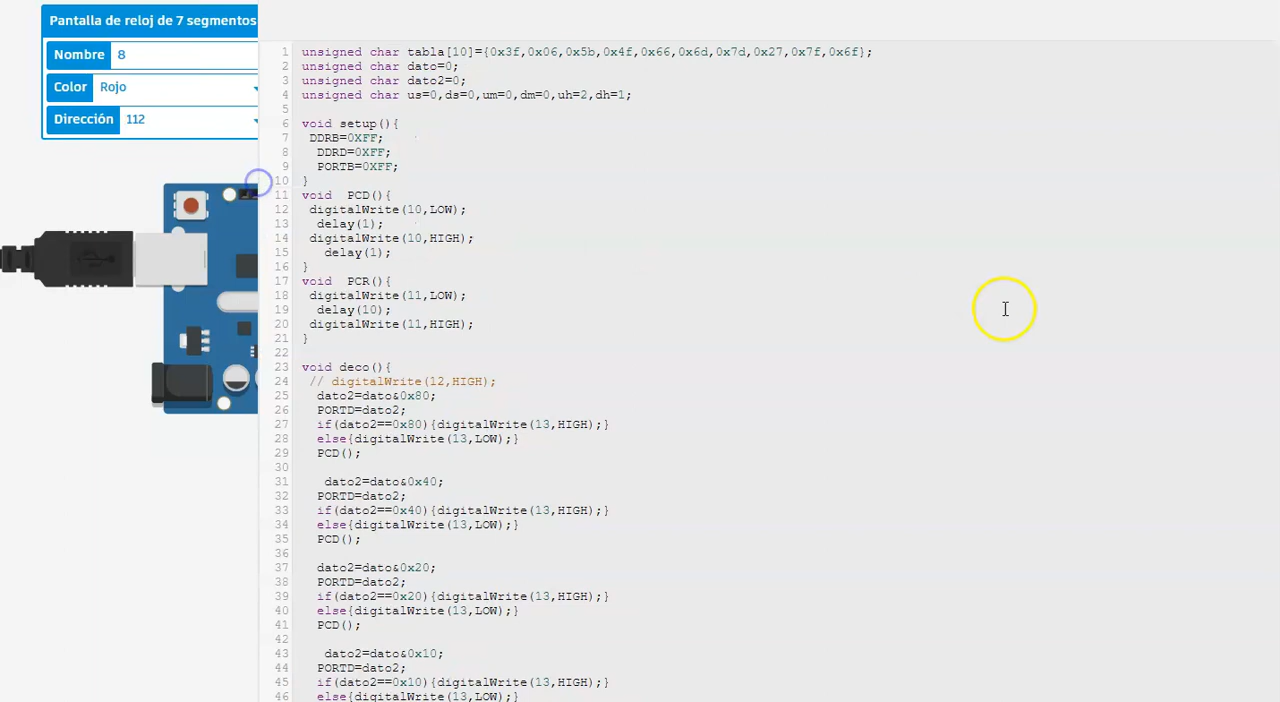 Pantalla de reloj de 7 segmentos
Nombre 8
Color Rojo
Dirección 112
1 unsigned char tabla[10]={0x3f,0x06,0x5b,0x4f,0x66,0x6d,0x7d,0x27,0x7f,0x6f};
2 unsigned char dato=0;
3 unsigned char dato2=0;
4 unsigned char us=0,ds=0,um=0,dm=0,uh=2,dh=1;
5
6 void setup(){
7 DDRB=0XFF;
8 DDRD=0XFF;
9 PORTB=0XFF;
10 }
11 void  PCD(){
12 digitalWrite(10,LOW);
13 delay(1);
14 digitalWrite(10,HIGH);
15 delay(1);
16 }
17 void  PCR(){
18 digitalWrite(11,LOW);
19 delay(10);
20 digitalWrite(11,HIGH);
21 }
22
23 void deco(){
24 // digitalWrite(12,HIGH);
25 dato2=dato&0x80;
26 PORTD=dato2;
27 if(dato2==0x80){digitalWrite(13,HIGH);}
28 else{digitalWrite(13,LOW);}
29 PCD();
30
31 dato2=dato&0x40;
32 PORTD=dato2;
33 if(dato2==0x40){digitalWrite(13,HIGH);}
34 else{digitalWrite(13,LOW);}
35 PCD();
36
37 dato2=dato&0x20;
38 PORTD=dato2;
39 if(dato2==0x20){digitalWrite(13,HIGH);}
40 else{digitalWrite(13,LOW);}
41 PCD();
42
43 dato2=dato&0x10;
44 PORTD=dato2;
45 if(dato2==0x10){digitalWrite(13,HIGH);}
46 else{digitalWrite(13,LOW);}